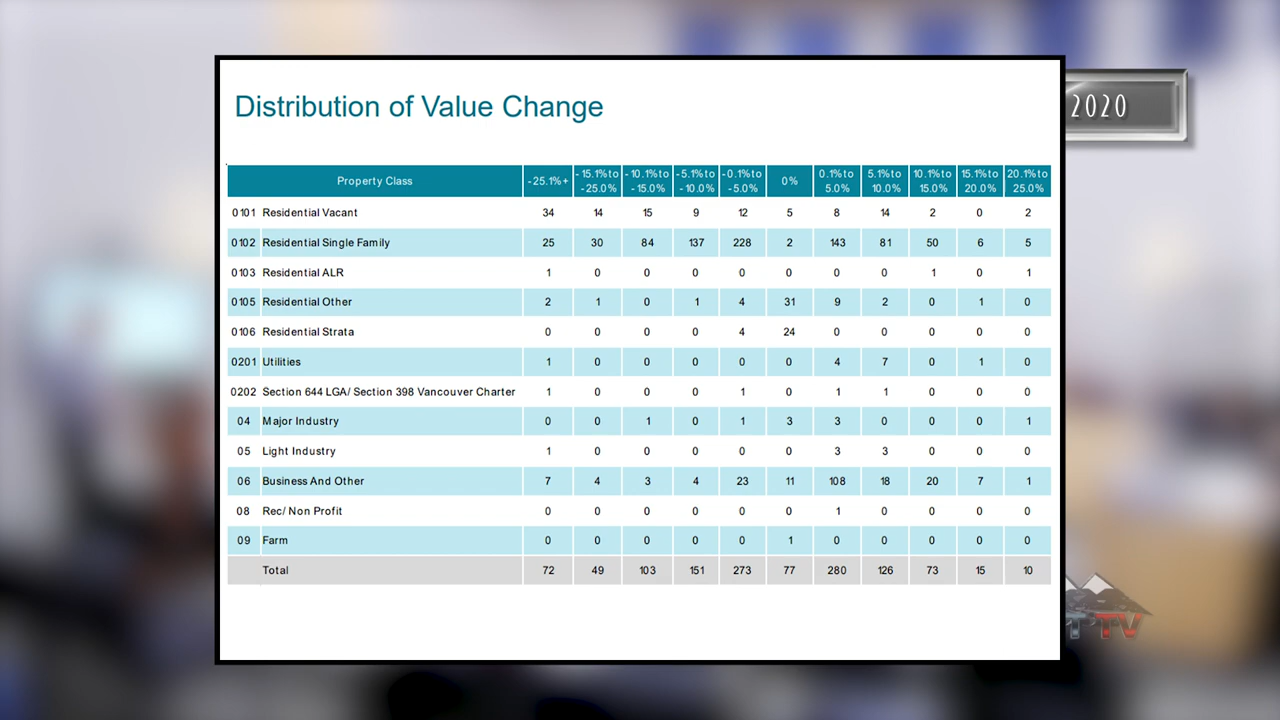 Distribution of Value Change
2020
Property Class -25.1%+ -15.1%to -25.0% -10.1%to -15.0% -5.1%to -10.0% -0.1%to -5.0% 0% 0.1%to 5.0% 5.1%to 10.0% 10.1%to 15.0% 15.1%to 20.0% 20.1%to 25.0%
0101 Residential Vacant 34 14 15 9 12 5 8 14 2 0 2
0102 Residential Single Family 25 30 84 137 228 2 143 81 50 6 5
0103 Residential ALR 1 0 0 0 0 0 0 0 1 0 1
0105 Residential Other 2 1 0 1 4 31 9 2 0 1 0
0106 Residential Strata 0 0 0 0 4 24 0 0 0 0 0
0201 Utilities 1 0 0 0 0 0 4 7 0 1 0
0202 Section 644 LGA/ Section 398 Vancouver Charter 1 0 0 0 1 0 1 1 0 0 0
04 Major Industry 0 0 1 0 1 3 3 0 0 0 1
05 Light Industry 1 0 0 0 0 0 3 3 0 0 0
06 Business And Other 7 4 3 4 23 11 108 18 20 7 1
08 Rec/ Non Profit 0 0 0 0 0 0 1 0 0 0 0
09 Farm 0 0 0 0 0 1 0 0 0 0 0
Total 72 49 103 151 273 77 280 126 73 15 10
TV